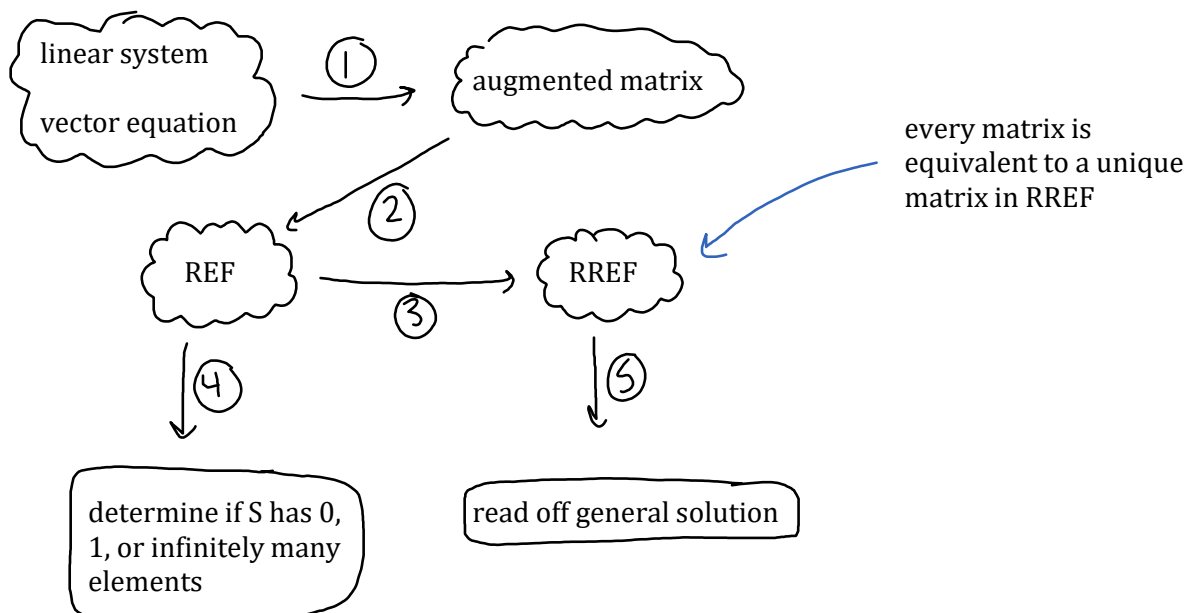 linear system
vector equation
1
augmented matrix
every matrix is
equivalent to a unique
matrix in RREF
2
REF
3
RREF
4
5
determine if S has 0,
1, or infinitely many
elements
read off general solution